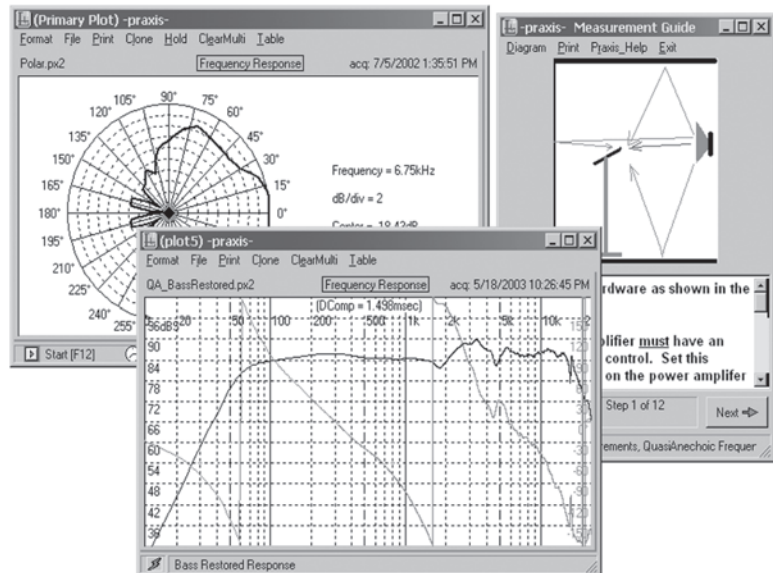 (Primary Plot) -praxis-
Format File Print Clone Hold ClearMulti Table
Polar.px2 Frequency Response acq: 7/5/2002 1:35:51 PM
105° 90° 75°
120° 60°
135° 45°
150° 30°
165° 15°
180° 0°
195°
210°
225°
240°
255°
Frequency = 6.75kHz
dB/div = 2
Start [F12]
-praxis- Measurement Guide
Diagram Print Praxis_Help Exit
rdware as shown in the
lifier must have an
control. Set this
on the power amplifer
Step 1 of 12 Next
ements, QuasiAnechoic Frequer
(plot5) -praxis-
Format File Print Clone ClearMulti Table
QA_BassRestored.px2 Frequency Response acq: 5/18/2003 10:26:45 PM
(DComp = 1.498msec)
20 50 100 200 500 1k 2k 5k 10k 2
96dBS
90 120
84
78
72
66
60
54
48
42
36
Bass Restored Response